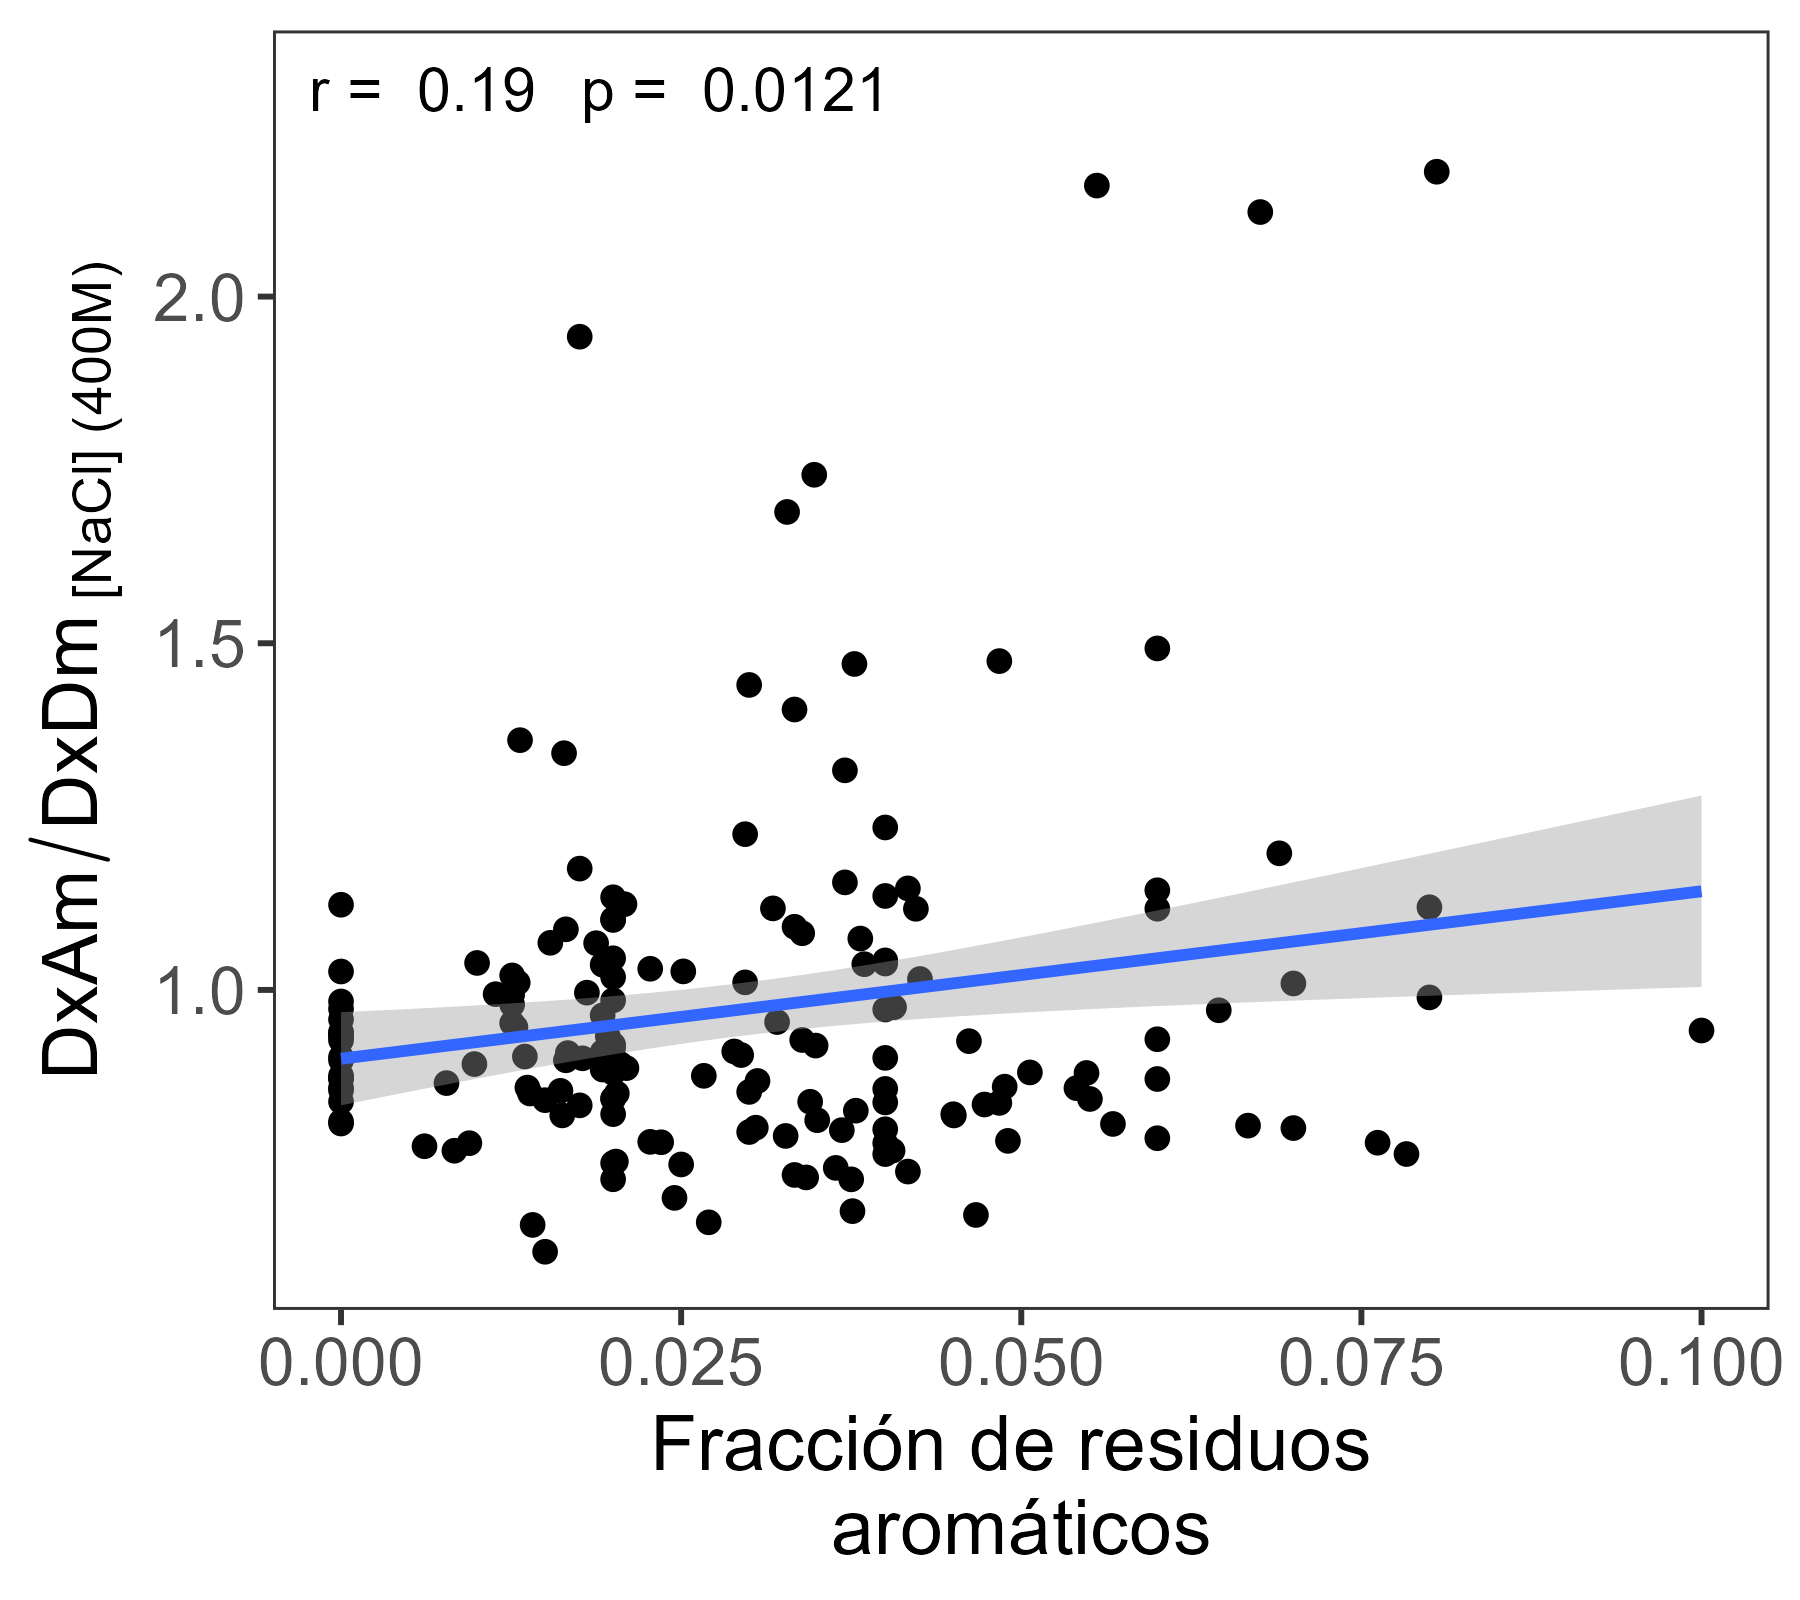 r = 0.19 p = 0.0121
DxAm/DxDm [NaCl] (400M)
2.0
1.5
1.0
0.000 0.025 0.050 0.075 0.100
Fracción de residuos
aromáticos